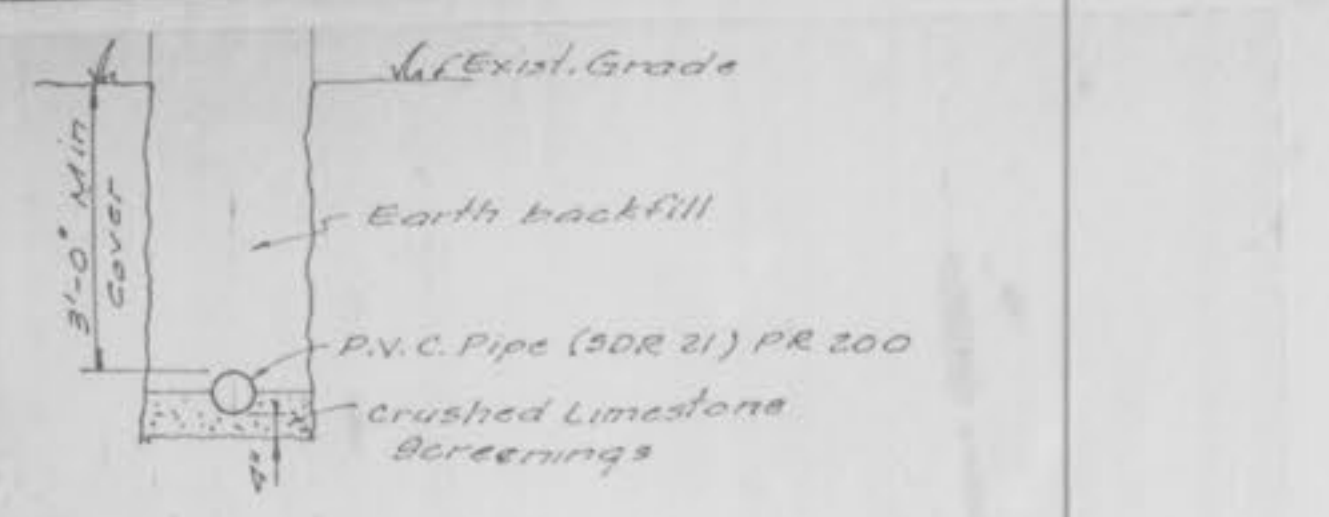 Exist. Grade
3'-0" Min
Cover
Earth backfill
P.V.C. Pipe (SDR 21) PR 200
Crushed Limestone
Screenings
4"